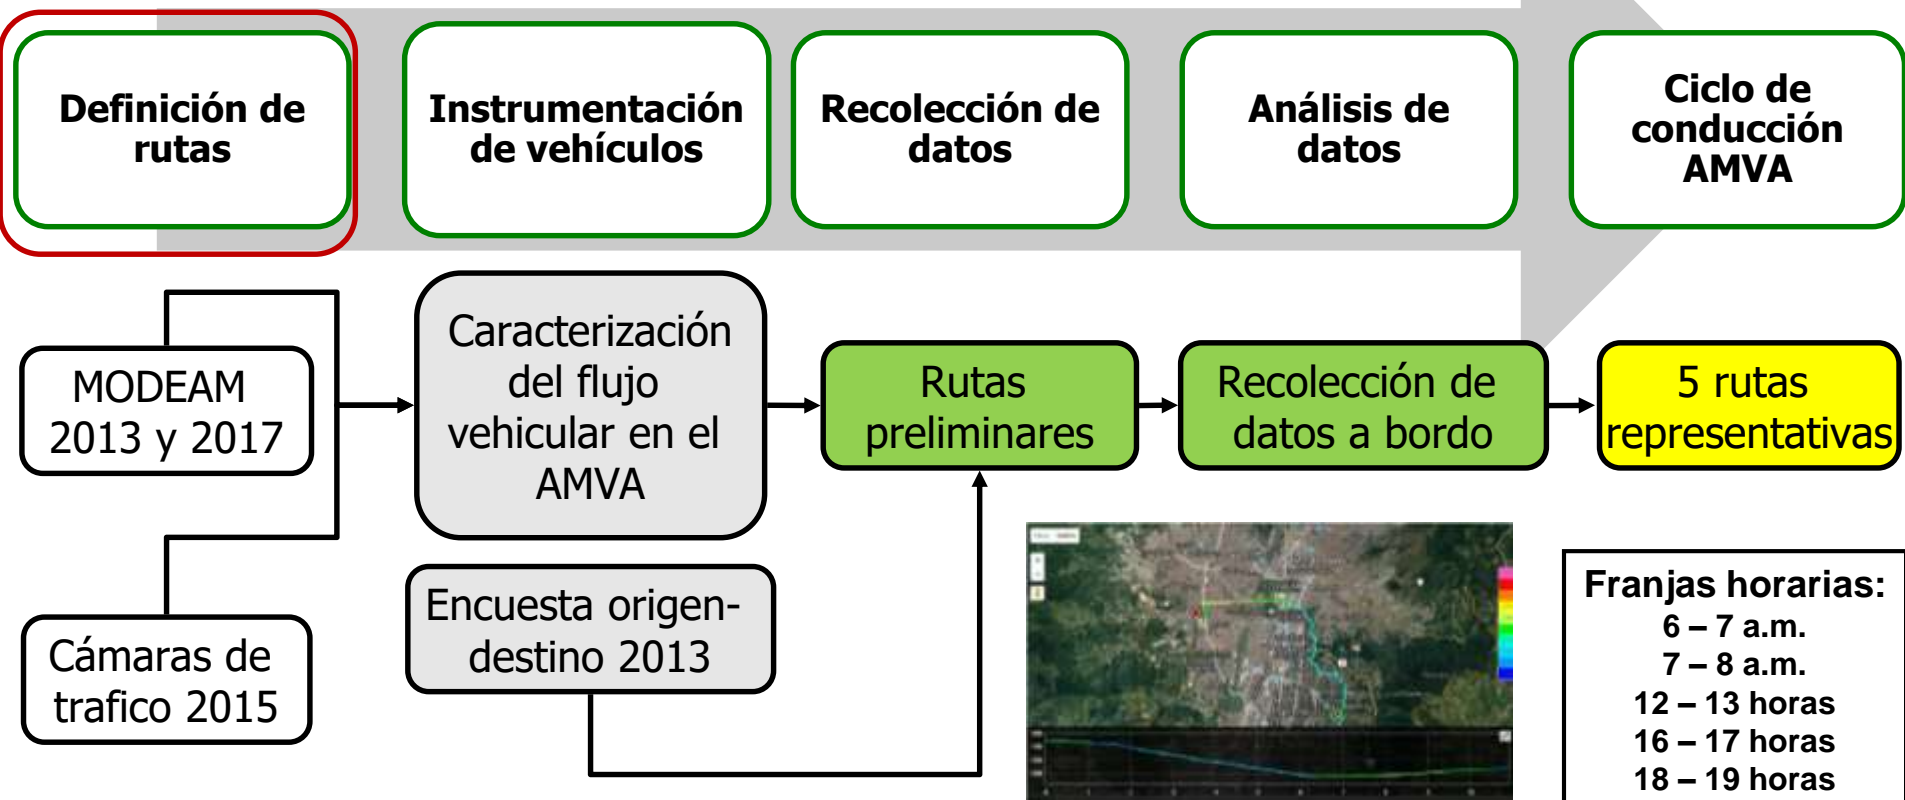 Definición de
rutas
Instrumentación
de vehículos
Recolección de
datos
Análisis de
datos
Ciclo de
conducción
AMVA
MODEAM
2013 y 2017
Caracterización
del flujo
vehicular en el
AMVA
Rutas
preliminares
Recolección de
datos a bordo
5 rutas
representativas
Cámaras de
trafico 2015
Encuesta origen-
destino 2013
Franjas horarias:
6 – 7 a.m.
7 – 8 a.m.
12 – 13 horas
16 – 17 horas
18 – 19 horas